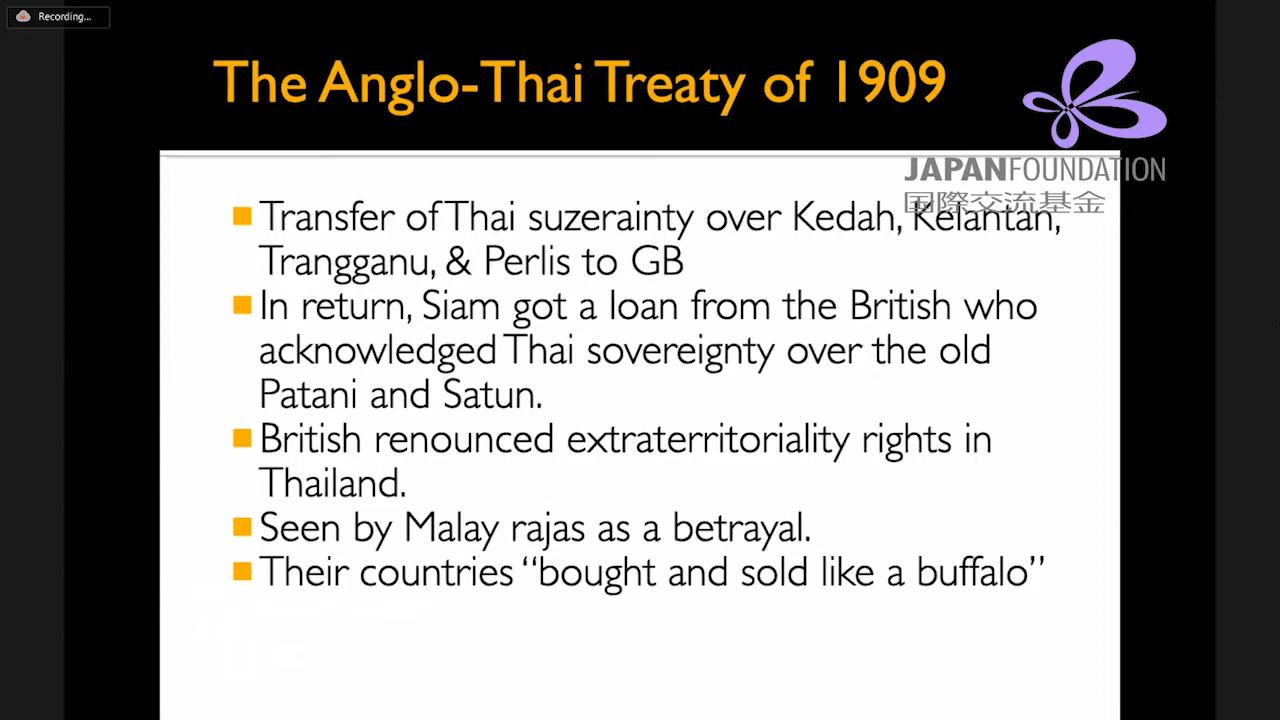 Recording...
The Anglo-Thai Treaty of 1909
JAPANFOUNDATION
国際交流基金
■ Transfer of Thai suzerainty over Kedah, Kelantan,
Trangganu, & Perlis to GB
■ In return, Siam got a loan from the British who
acknowledged Thai sovereignty over the old
Patani and Satun.
■ British renounced extraterritoriality rights in
Thailand.
■ Seen by Malay rajas as a betrayal.
■ Their countries “bought and sold like a buffalo”